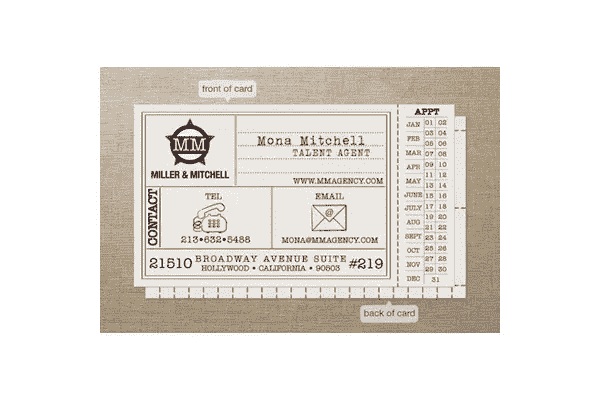 front of card
MM
MILLER & MITCHELL
Mona Mitchell
TALENT AGENT
WWW.MMAGENCY.COM
CONTACT
TEL
213•632•5488
EMAIL
@
MONA@MMAGENCY.COM
21510 BROADWAY AVENUE SUITE #219
HOLLYWOOD • CALIFORNIA • 90803
APPT
JAN
FEB
MAR
APR
MAY
JUNE
JULY
AUG
SEPT
OCT
NOV
DEC
01 02
03 04
05 06
07 08
09 10
11 12
13 14
15 16
17 18
19 20
21 22
23 24
25 26
27 28
29 30
31
back of card